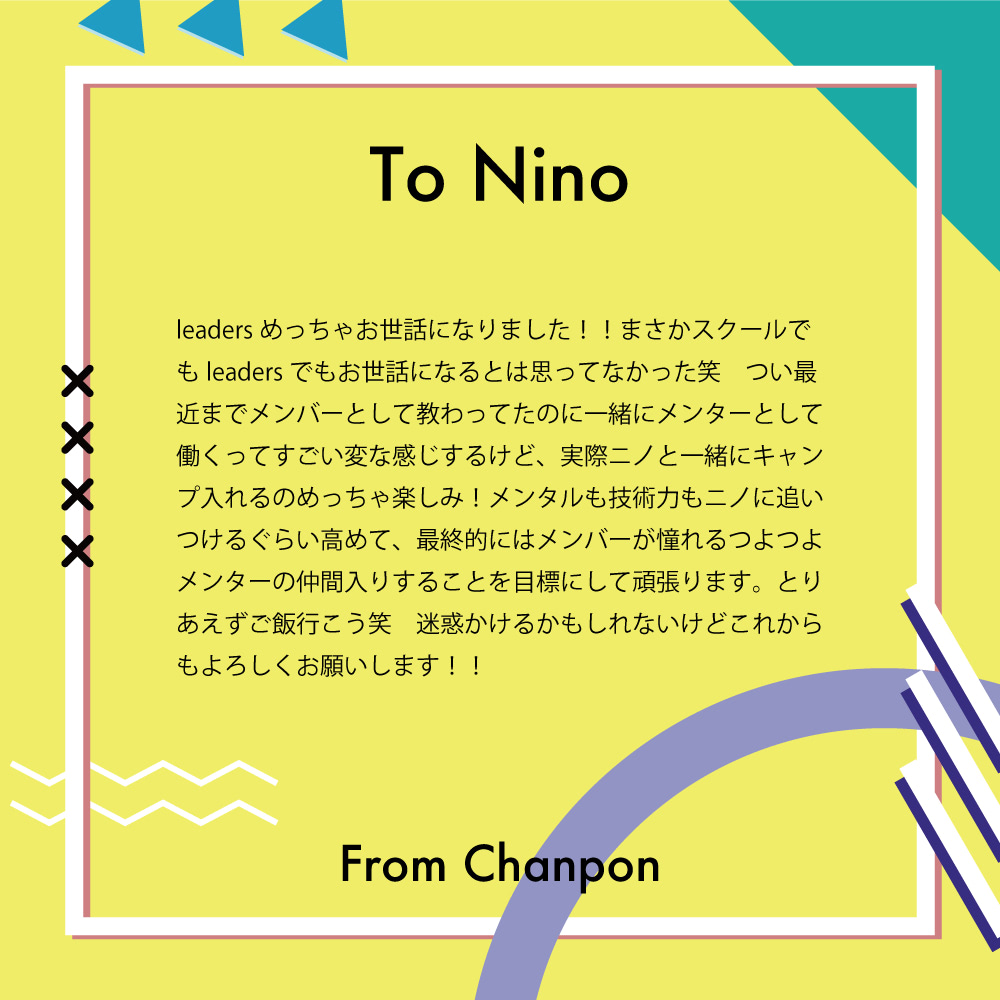 To Nino
leaders めっちゃお世話になりました！！まさかスクールで
も leaders でもお世話になるとは思ってなかった笑　つい最
近までメンバーとして教わってたのに一緒にメンターとして
働くってすごい変な感じするけど、実際ニノと一緒にキャン
プ入れるのめっちゃ楽しみ！メンタルも技術力もニノに追い
つけるぐらい高めて、最終的にはメンバーが憧れるつよつよ
メンターの仲間入りすることを目標にして頑張ります。とり
あえずご飯行こう笑　迷惑かけるかもしれないけどこれから
もよろしくお願いします！！
From Chanpon